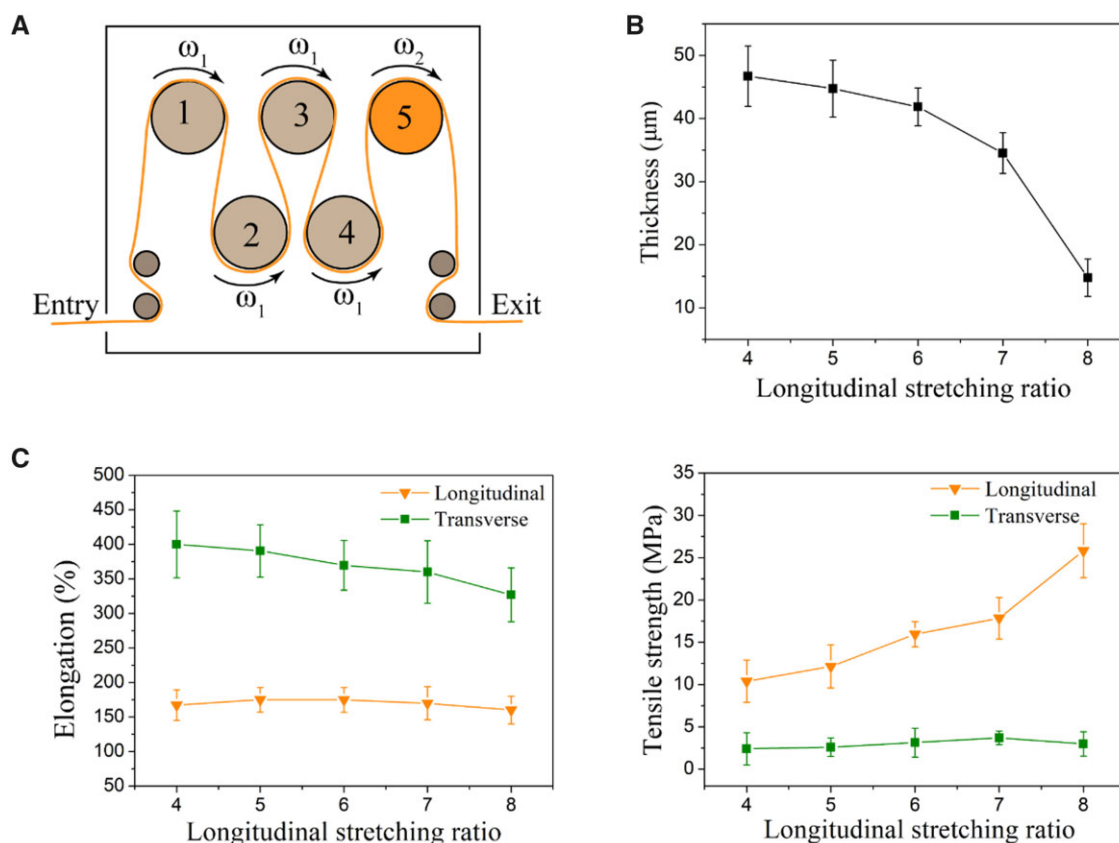 A
ω1
ω1
ω2
1
3
5
2
4
ω1
ω1
Entry
Exit
B
Thickness (μm)
50
40
30
20
10
4
5
6
7
8
Longitudinal stretching ratio
C
Elongation (%)
500
450
400
350
300
250
200
150
100
50
Longitudinal
Transverse
4
5
6
7
8
Longitudinal stretching ratio
Tensile strength (MPa)
35
30
25
20
15
10
5
0
Longitudinal
Transverse
4
5
6
7
8
Longitudinal stretching ratio